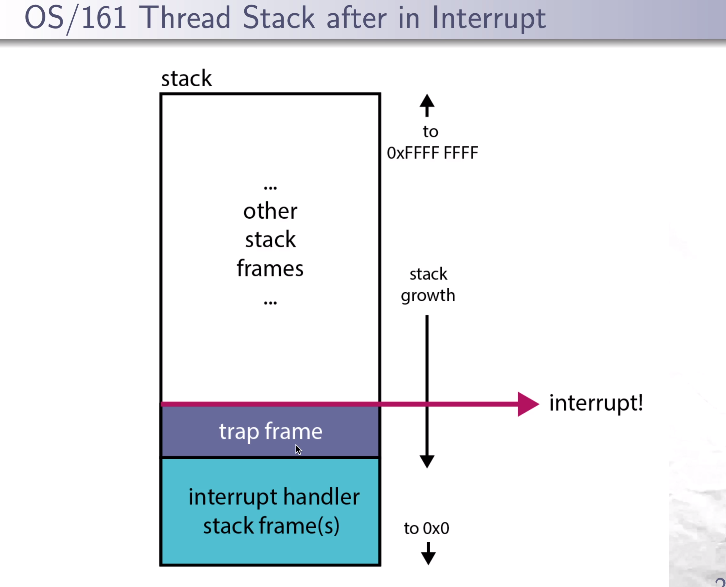 OS/161 Thread Stack after in Interrupt
stack
to
0xFFFF FFFF
...
other
stack
frames
...
stack
growth
interrupt!
trap frame
interrupt handler
stack frame(s)
to 0x0